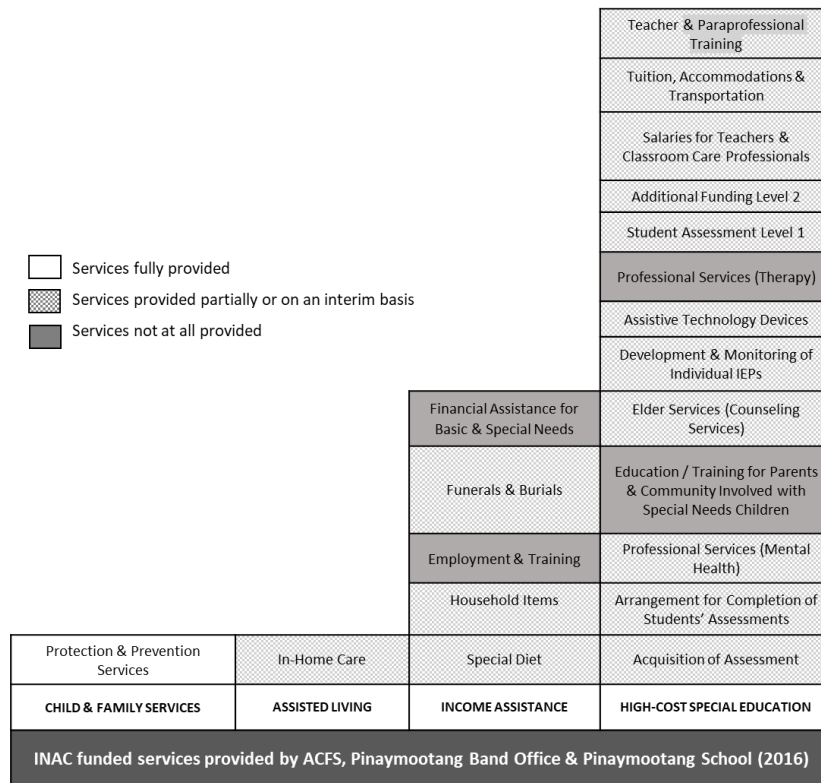 Teacher & Paraprofessional
Training
Tuition, Accommodations &
Transportation
Salaries for Teachers &
Classroom Care Professionals
Additional Funding Level 2
Student Assessment Level 1
Services fully provided
Services provided partially or on an interim basis
Services not at all provided
Professional Services (Therapy)
Assistive Technology Devices
Development & Monitoring of
Individual IEPs
Financial Assistance for
Basic & Special Needs
Elder Services (Counseling
Services)
Funerals & Burials
Education / Training for Parents
& Community Involved with
Special Needs Children
Employment & Training
Professional Services (Mental
Health)
Household Items
Arrangement for Completion of
Students' Assessments
Protection & Prevention
Services
In-Home Care
Special Diet
Acquisition of Assessment
CHILD & FAMILY SERVICES
ASSISTED LIVING
INCOME ASSISTANCE
HIGH-COST SPECIAL EDUCATION
INAC funded services provided by ACFS, Pinaymootang Band Office & Pinaymootang School (2016)